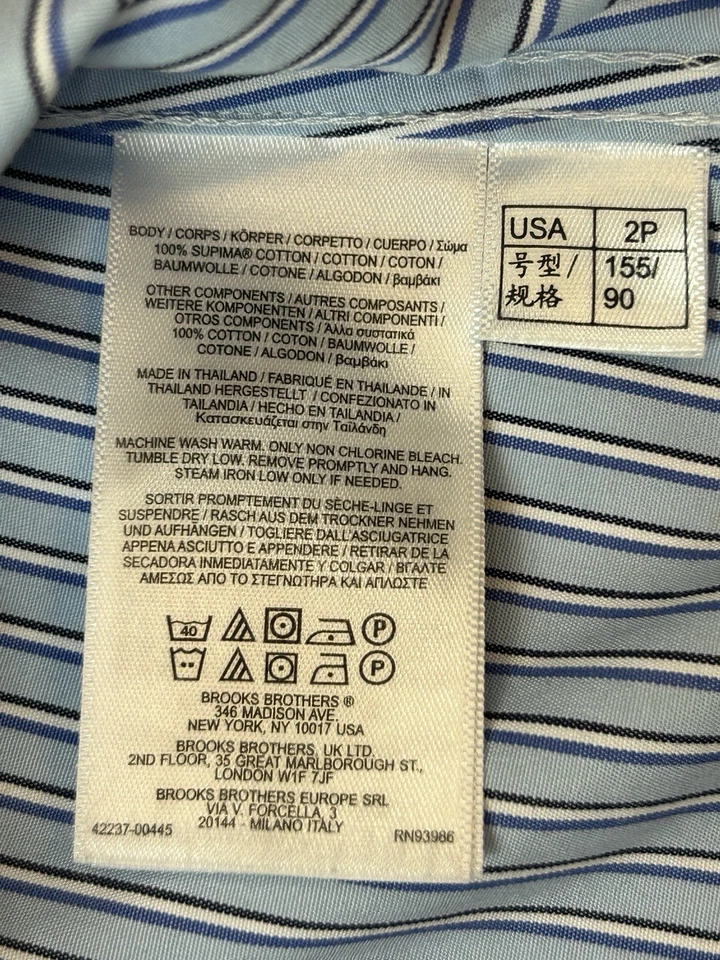 BODY / CORPS / KÖRPER / CORPETTO / CUERPO / Σώμα
100% SUPIMA® COTTON / COTTON / COTON /
BAUMWOLLE / COTONE / ALGODON / βαμβάκι
OTHER COMPONENTS / AUTRES COMPOSANTS /
WEITERE KOMPONENTEN / ALTRI COMPONENTI /
OTROS COMPONENTS / Άλλα συστατικά
100% COTTON / COTON / BAUMWOLLE /
COTONE / ALGODON / βαμβάκι
MADE IN THAILAND / FABRIQUÉ EN THAILANDE / IN
THAILAND HERGESTELLT / CONFEZIONATO IN
TAILANDIA / HECHO EN TAILANDIA /
Κατασκευάζεται στην Ταϊλάνδη
MACHINE WASH WARM. ONLY NON CHLORINE BLEACH.
TUMBLE DRY LOW. REMOVE PROMPTLY AND HANG.
STEAM IRON LOW ONLY IF NEEDED.
SORTIR PROMPTEMENT DU SÈCHE-LINGE ET
SUSPENDRE / RASCH AUS DEM TROCKNER NEHMEN
UND AUFHÄNGEN / TOGLIERE DALL'ASCIUGATRICE
APPENA ASCIUTTO E APPENDERE / RETIRAR DE LA
SECADORA INMEDIATAMENTE Y COLGAR / ΒΓΑΛΤΕ
ΑΜΕΣΩΣ ΑΠΟ ΤΟ ΣΤΕΓΝΩΤΗΡΑ ΚΑΙ ΑΠΛΩΣΤΕ
40 P
P
BROOKS BROTHERS ®
346 MADISON AVE.
NEW YORK, NY 10017 USA
BROOKS BROTHERS, UK LTD.
2ND FLOOR, 35 GREAT MARLBOROUGH ST.,
LONDON W1F 7JF
BROOKS BROTHERS EUROPE SRL
VIA V. FORCELLA, 3
20144 - MILANO ITALY
42237-00445 RN93986
USA 2P
号型/ 155/
规格 90